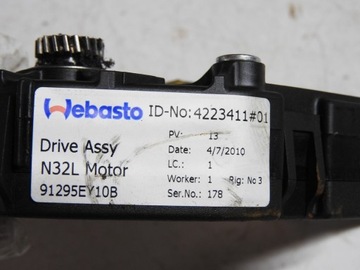 Webasto ID-No:4223411#01
PV: 13
Drive Assy Date: 4/7/2010
N32L Motor LC.: 1
Worker: 1 Rig: No 3
91295EY10B Ser.No.: 178